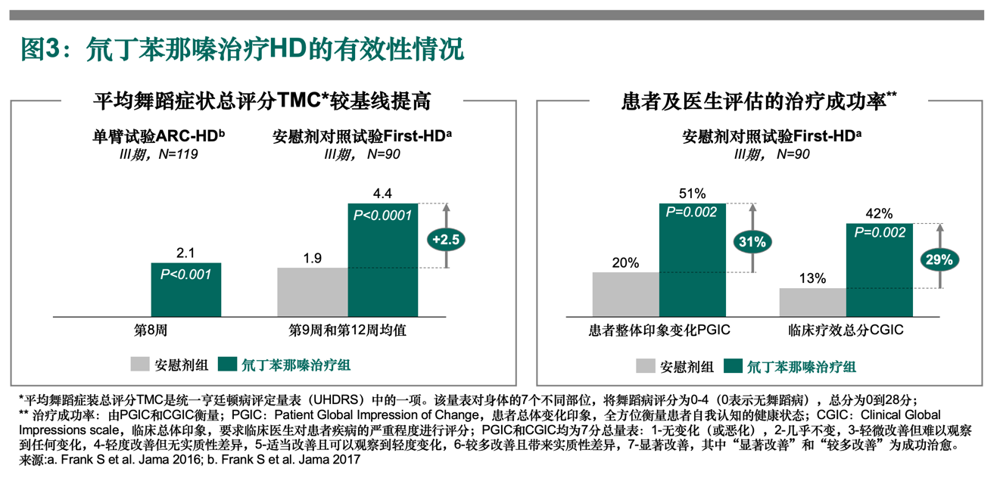 图3：氘丁苯那嗪治疗HD的有效性情况
平均舞蹈症状总评分TMC*较基线提高
单臂试验ARC-HDb
III期，N=119
安慰剂对照试验First-HDa
III期，N=90
4.4
P<0.0001
+2.5
2.1
P<0.001
1.9
第8周
第9周和第12周均值
安慰剂组
氘丁苯那嗪治疗组
患者及医生评估的治疗成功率**
安慰剂对照试验First-HDa
III期，N=90
51%
P=0.002
31%
20%
42%
P=0.002
29%
13%
患者整体印象变化PGIC
临床疗效总分CGIC
安慰剂组
氘丁苯那嗪治疗组
*平均舞蹈症装总评分TMC是统一亨廷顿病评定量表（UHDRS）中的一项。该量表对身体的7个不同部位，将舞蹈病评分为0-4（0表示无舞蹈病），总分为0到28分；
** 治疗成功率：由PGIC和CGIC衡量；PGIC：Patient Global Impression of Change，患者总体变化印象，全方位衡量患者自我认知的健康状态；CGIC：Clinical Global
Impressions scale，临床总体印象，要求临床医生对患者疾病的严重程度进行评分；PGIC和CGIC均为7分总量表：1-无变化（或恶化），2-几乎不变，3-轻微改善但难以观察
到任何变化，4-轻度改善但无实质性差异，5-适当改善且可以观察到轻度变化，6-较多改善且带来实质性差异，7-显著改善，其中“显著改善”和“较多改善”为成功治愈。
来源:a. Frank S et al. Jama 2016; b. Frank S et al. Jama 2017